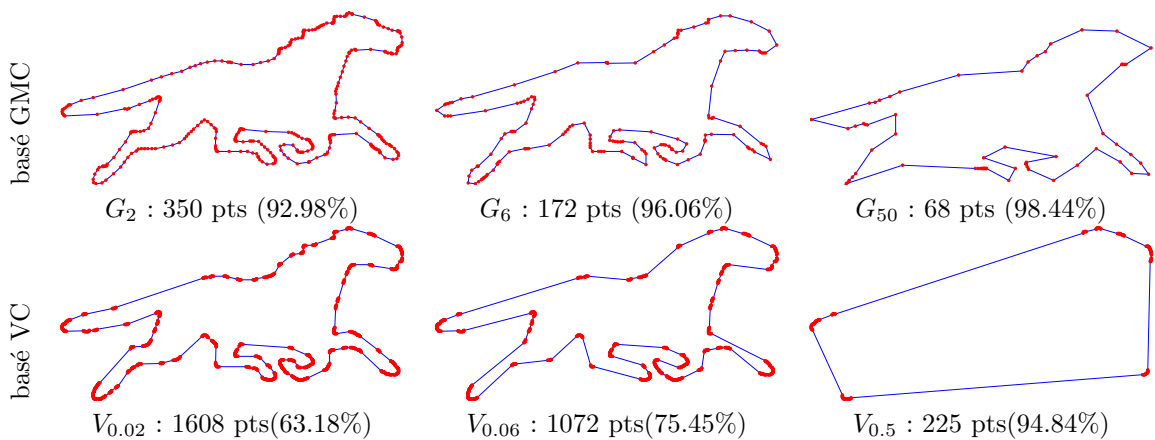 basé GMC
G₂ : 350 pts (92.98%)
G₆ : 172 pts (96.06%)
G₅₀ : 68 pts (98.44%)
basé VC
V₀.₀₂ : 1608 pts(63.18%)
V₀.₀₆ : 1072 pts(75.45%)
V₀.₅ : 225 pts(94.84%)